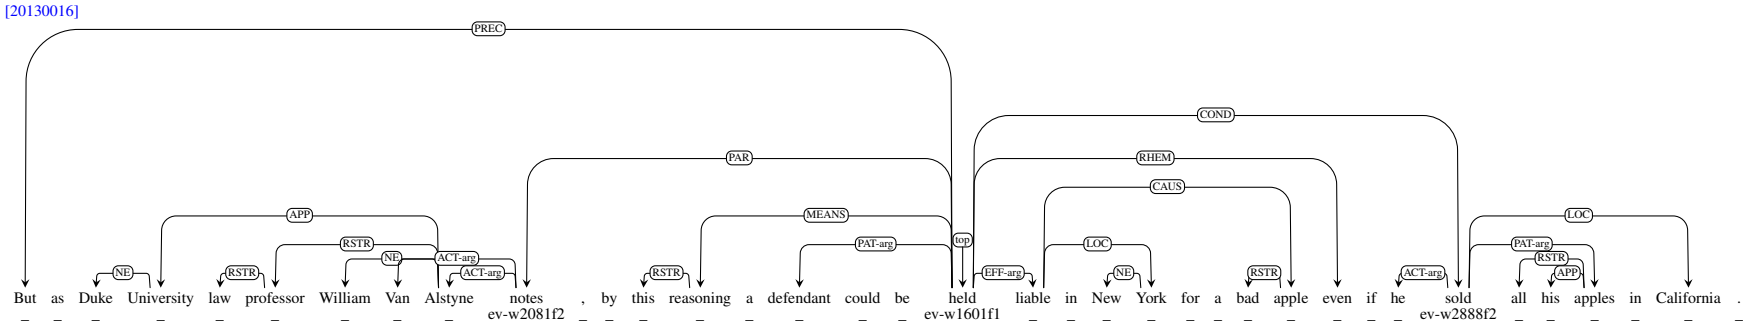 [20130016]
PREC
COND
PAR RHEM
CAUS
APP MEANS LOC
RSTR PAT-arg top LOC PAT-arg
NE ACT-arg RSTR
NE RSTR ACT-arg RSTR EFF-arg NE RSTR ACT-arg APP
But as Duke University law professor William Van Alstyne notes , by this reasoning a defendant could be held liable in New York for a bad apple even if he sold all his apples in California .
_ _ _ _ _ _ _ _ _ ev-w2081f2 _ _ _ _ _ _ _ _ ev-w1601f1 _ _ _ _ _ _ _ _ _ _ _ ev-w2888f2 _ _ _ _ _ _